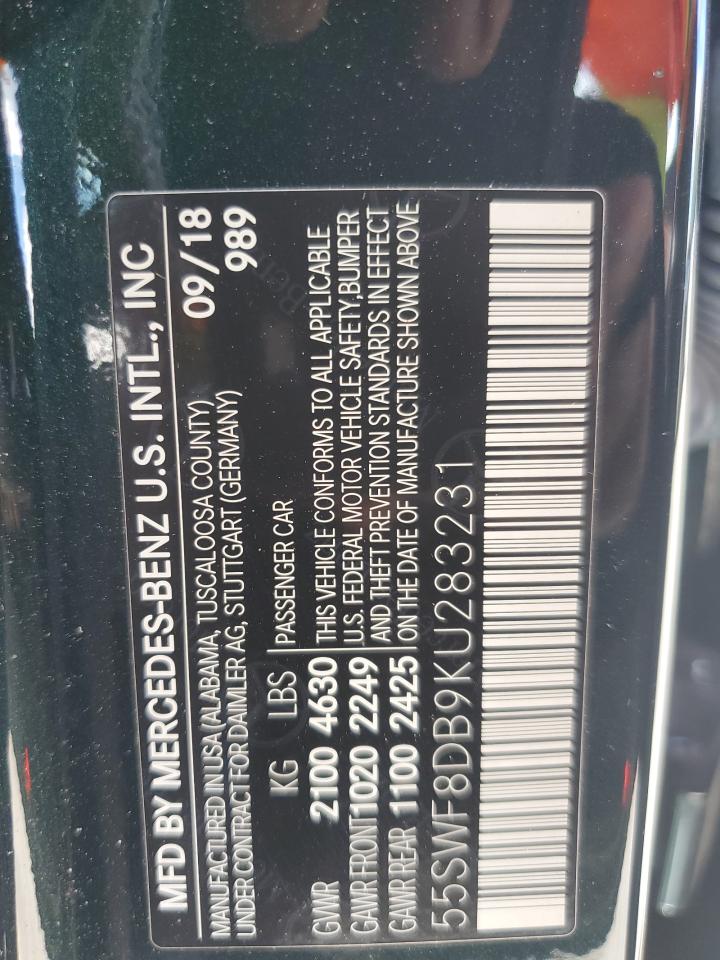 MFD BY MERCEDES-BENZ U.S. INTL., INC
MANUFACTURED IN USA (ALABAMA, TUSCALOOSA COUNTY) 09/18
UNDER CONTRACT FOR DAIMLER AG, STUTTGART (GERMANY) 989
KG LBS PASSENGER CAR
GVWR 2100 4630 THIS VEHICLE CONFORMS TO ALL APPLICABLE
GAWR FRONT 1020 2249 U.S. FEDERAL MOTOR VEHICLE SAFETY, BUMPER
AND THEFT PREVENTION STANDARDS IN EFFECT
GAWR REAR 1100 2425 ON THE DATE OF MANUFACTURE SHOWN ABOVE
55SWF8DB9KU283231